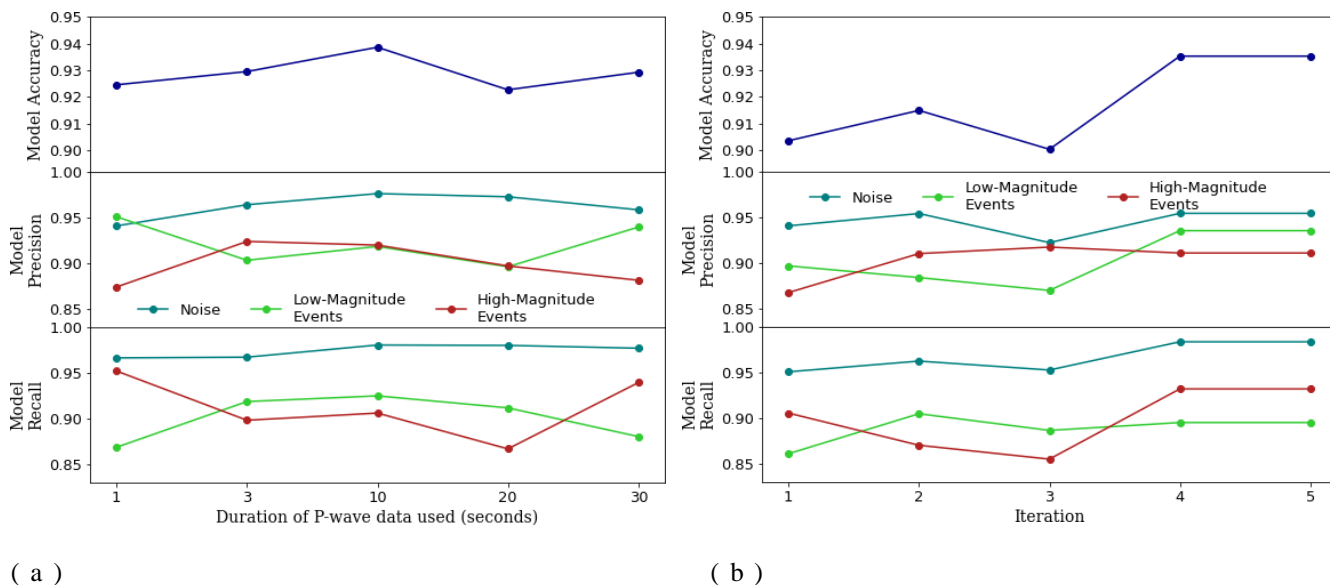 0.95
0.94
0.93
0.92
0.91
0.90
Model Accuracy
1.00
0.95
0.90
0.85
Model
Precision
Noise
Low-Magnitude
Events
High-Magnitude
Events
1.00
0.95
0.90
0.85
Model
Recall
1 3 10 20 30
Duration of P-wave data used (seconds)
( a )
0.95
0.94
0.93
0.92
0.91
0.90
Model Accuracy
1.00
0.95
0.90
0.85
Model
Precision
Noise
Low-Magnitude
Events
High-Magnitude
Events
1.00
0.95
0.90
0.85
Model
Recall
1 2 3 4 5
Iteration
( b )